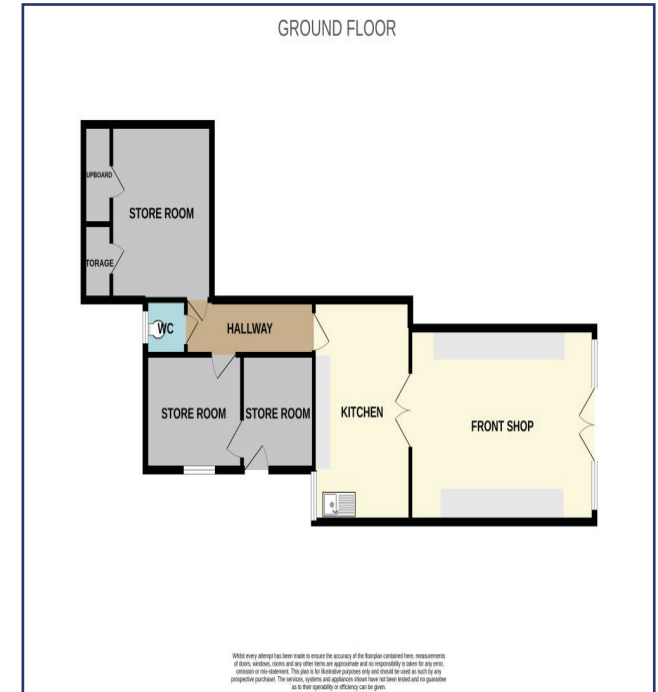 GROUND FLOOR
UPBOARD
STORE ROOM
TORAGE
WC
HALLWAY
STORE ROOM
STORE ROOM
KITCHEN
FRONT SHOP
Whilst every attempt has been made to ensure the accuracy of the floorplan contained here, measurements
of doors, windows, rooms and any other items are approximate and no responsibility is taken for any error,
omission or mis-statement. This plan is for illustrative purposes only and should be used as such by any
prospective purchaser. The services, systems and appliances shown have not been tested and no guarantee
as to their operability or efficiency can be given.